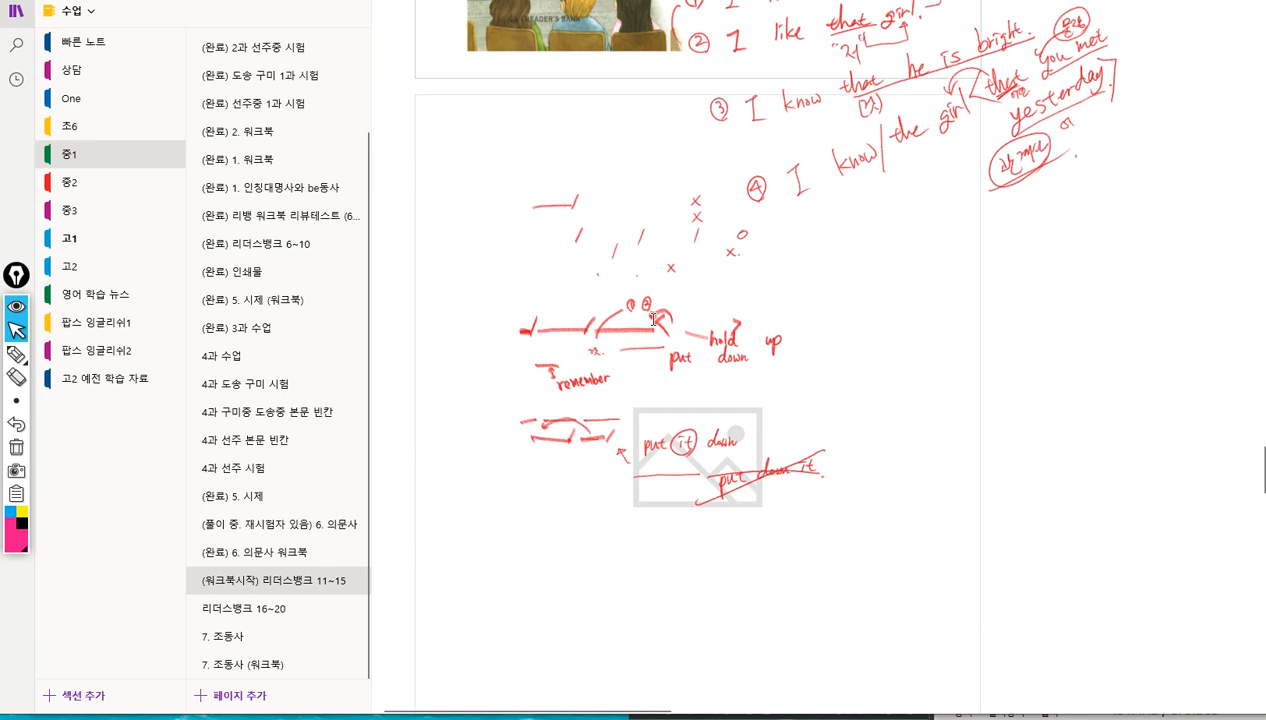 수업
빠른 노트
상담
One
초6
중1
중2
중3
고1
고2
영어 학습 뉴스
팝스 잉글리쉬1
팝스 잉글리쉬2
고2 예전 학습 자료
섹션 추가
(완료) 2과 선주중 시험
(완료) 도송 구미 1과 시험
(완료) 선주중 1과 시험
(완료) 2. 워크북
(완료) 1. 워크북
(완료) 1. 인칭대명사와 be동사
(완료) 리뱅 워크북 리뷰테스트 (6...
(완료) 리더스뱅크 6~10
(완료) 인쇄물
(완료) 5. 시제 (워크북)
(완료) 3과 수업
4과 수업
4과 도송 구미 시험
4과 구미중 도송중 본문 빈칸
4과 선주 본문 빈칸
4과 선주 시험
(완료) 5. 시제
(풀이 중. 재시험자 있음) 6. 의문사
(완료) 6. 의문사 워크북
(워크북시작) 리더스뱅크 11~15
리더스뱅크 16~20
7. 조동사
7. 조동사 (워크북)
페이지 추가
READER'S BANK
② I like that girl.
"저"
③ I know that he is bright.
④ I know / the girl that you met
yesterday
① ②
hold up
put down
remember
put it down
put down it